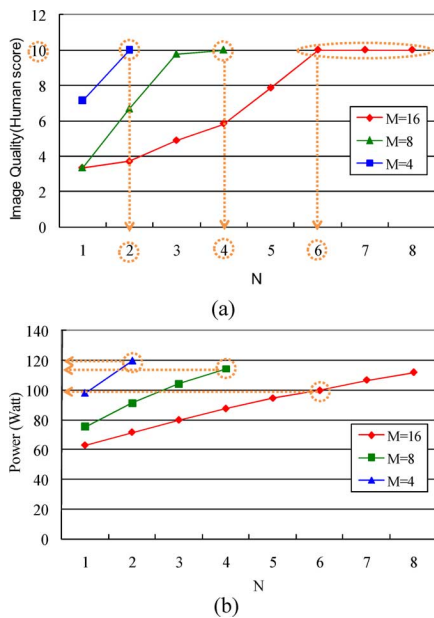 (a)
Image Quality(Human score)
12
10
8
6
4
2
0
M=16
M=8
M=4
1 2 3 4 5 6 7 8
N
(a)
(b)
Power (Watt)
140
120
100
80
60
40
20
0
M=16
M=8
M=4
1 2 3 4 5 6 7 8
N
(b)